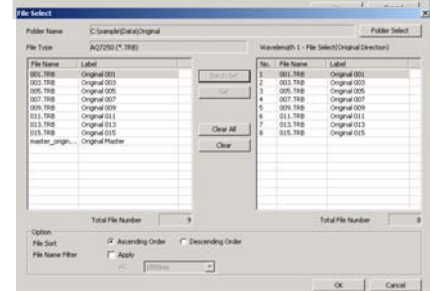 File Select
Folder Name C:\sample\Data\Original Folder Select
File Type AQ7250 (*.TRB) Wavelength 1 - File Select(Original Direction)
File Name Label No. File Name Label
001.TRB Original 001 Batch Set 1 001.TRB Original 001
003.TRB Original 003 2 003.TRB Original 003
005.TRB Original 005 Set 3 005.TRB Original 005
007.TRB Original 007 4 007.TRB Original 007
009.TRB Original 009 5 009.TRB Original 009
011.TRB Original 011 6 011.TRB Original 011
013.TRB Original 013 Clear All 7 013.TRB Original 013
015.TRB Original 015 8 015.TRB Original 015
master_origin... Original Master Clear
Total File Number 9 Total File Number 8
Option
File Sort Ascending Order Descending Order
File Name Filter Apply
OK Cancel